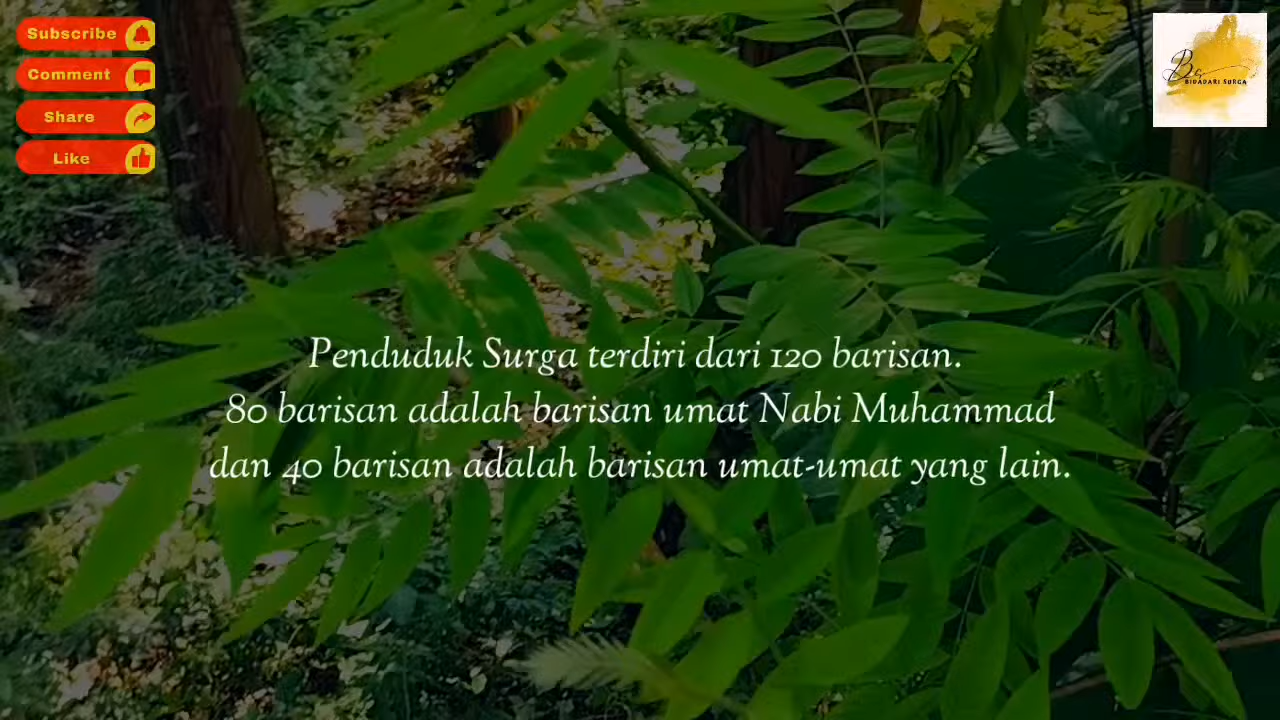 Subscribe
Comment
Share
Like
Bs
BIDADARI SURGA
Penduduk Surga terdiri dari 120 barisan.
80 barisan adalah barisan umat Nabi Muhammad
dan 40 barisan adalah barisan umat-umat yang lain.